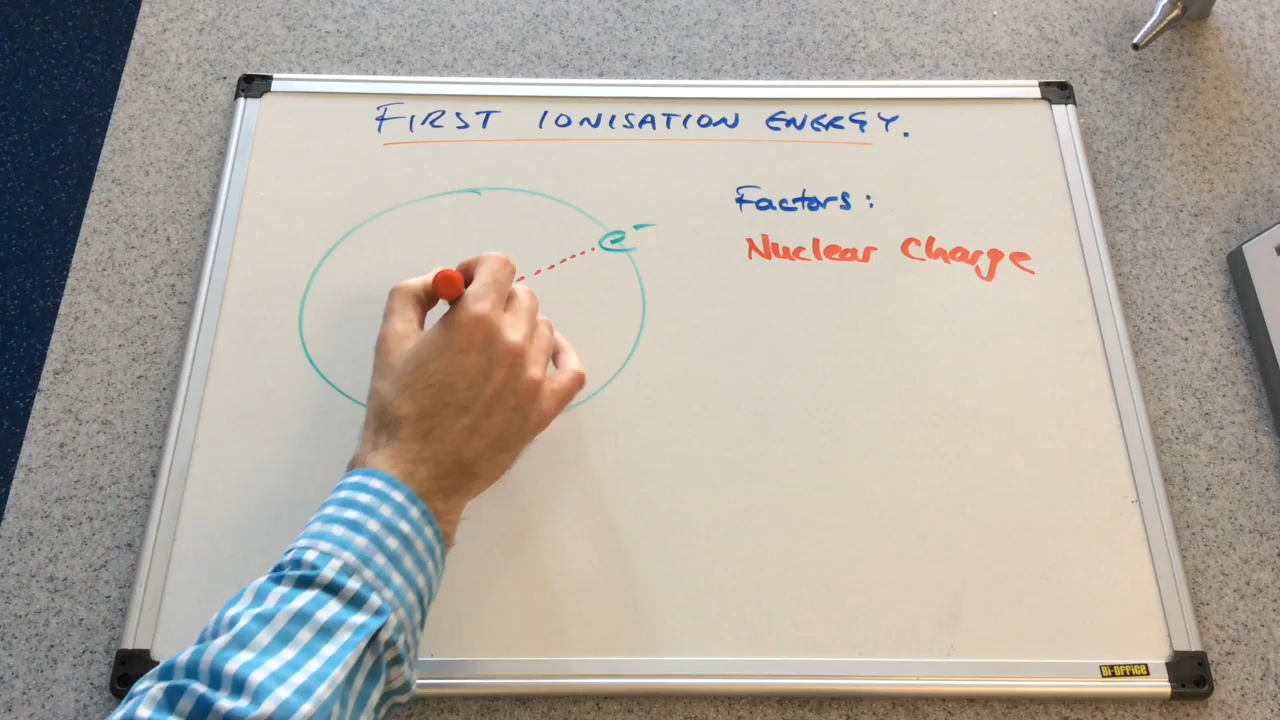 FIRST IONISATION ENERGY.
Factors:
e⁻
Nuclear Charge
Bi-OFFiCE